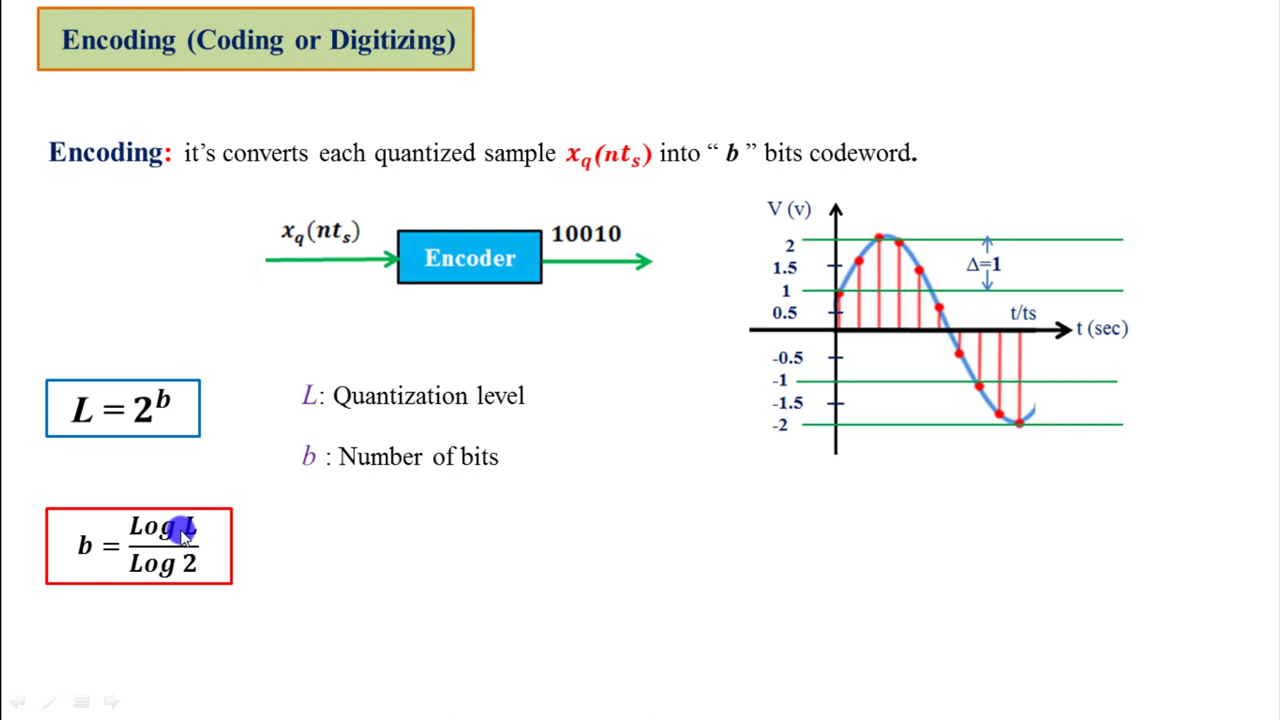 Encoding (Coding or Digitizing)
Encoding: it’s converts each quantized sample x_q(nt_s) into “ b ” bits codeword.
x_q(nt_s)
Encoder
10010
V (v)
2
1.5
1
0.5
-0.5
-1
-1.5
-2
Δ=1
t/ts
t (sec)
L = 2^b
L: Quantization level
b : Number of bits
b = Log L / Log 2